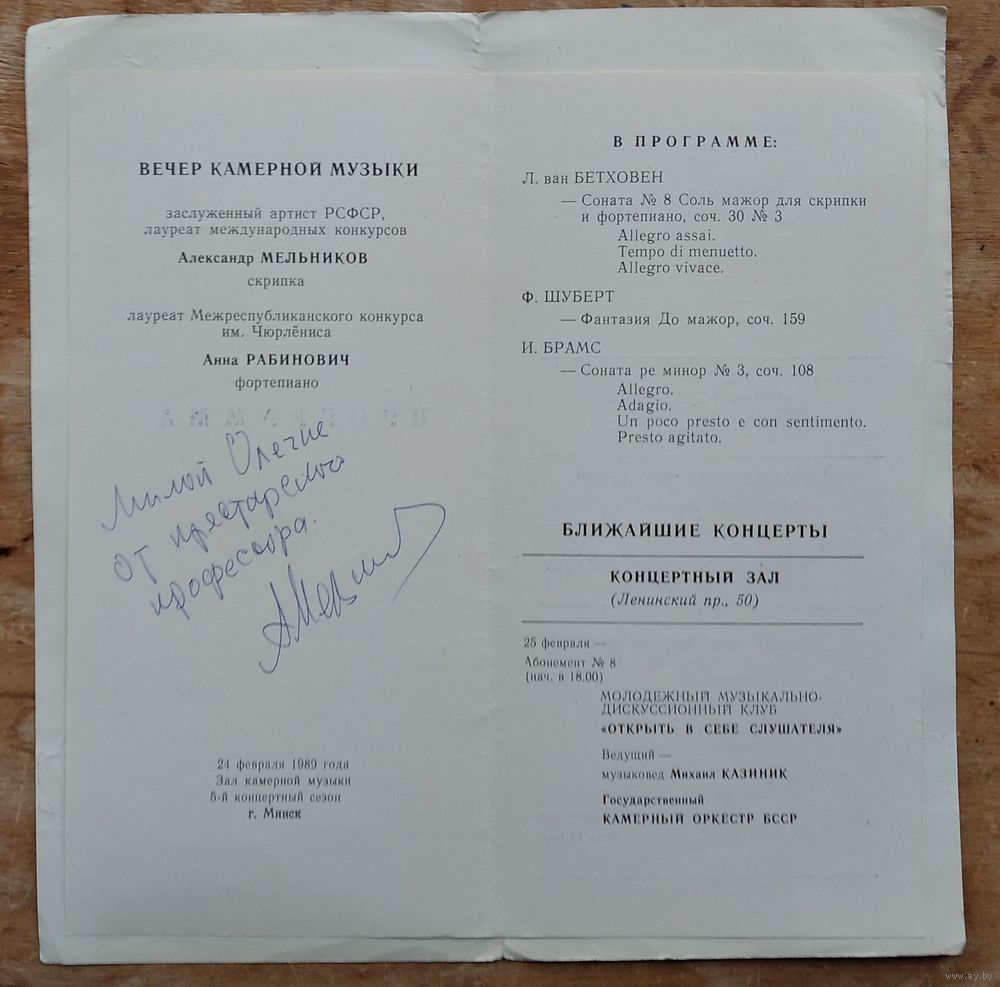 ВЕЧЕР КАМЕРНОЙ МУЗЫКИ
заслуженный артист РСФСР,
лауреат международных конкурсов
Александр МЕЛЬНИКОВ
скрипка
лауреат Межреспубликанского конкурса
им. Чюрлёниса
Анна РАБИНОВИЧ
фортепиано
Милой Олечке
от престарелого
профессора.
24 февраля 1989 года
Зал камерной музыки
5-й концертный сезон
г. Минск
В ПРОГРАММЕ:
Л. ван БЕТХОВЕН
— Соната № 8 Соль мажор для скрипки
и фортепиано, соч. 30 № 3
Allegro assai.
Tempo di menuetto.
Allegro vivace.
Ф. ШУБЕРТ
— Фантазия До мажор, соч. 159
И. БРАМС
— Соната ре минор № 3, соч. 108
Allegro.
Adagio.
Un poco presto e con sentimento.
Presto agitato.
БЛИЖАЙШИЕ КОНЦЕРТЫ
КОНЦЕРТНЫЙ ЗАЛ
(Ленинский пр., 50)
25 февраля —
Абонемент № 8
(нач. в 18.00)
МОЛОДЕЖНЫЙ МУЗЫКАЛЬНО-
ДИСКУССИОННЫЙ КЛУБ
«ОТКРЫТЬ В СЕБЕ СЛУШАТЕЛЯ»
Ведущий —
музыковед Михаил КАЗИНИК
Государственный
КАМЕРНЫЙ ОРКЕСТР БССР
www.ay.by